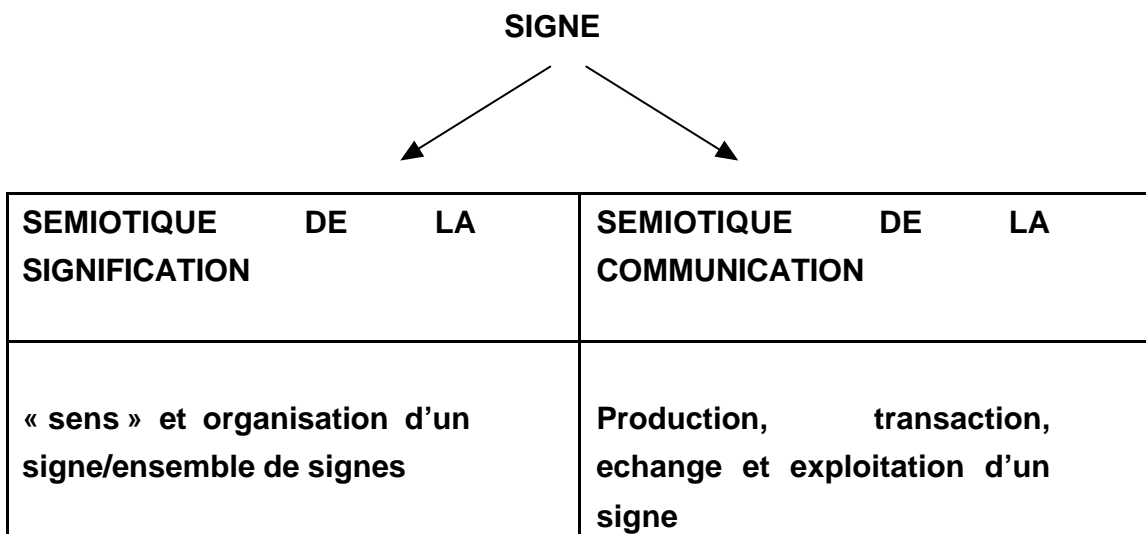 SIGNE
SEMIOTIQUE DE LA
SIGNIFICATION
SEMIOTIQUE DE LA
COMMUNICATION
« sens » et organisation d’un
signe/ensemble de signes
Production, transaction,
echange et exploitation d’un
signe